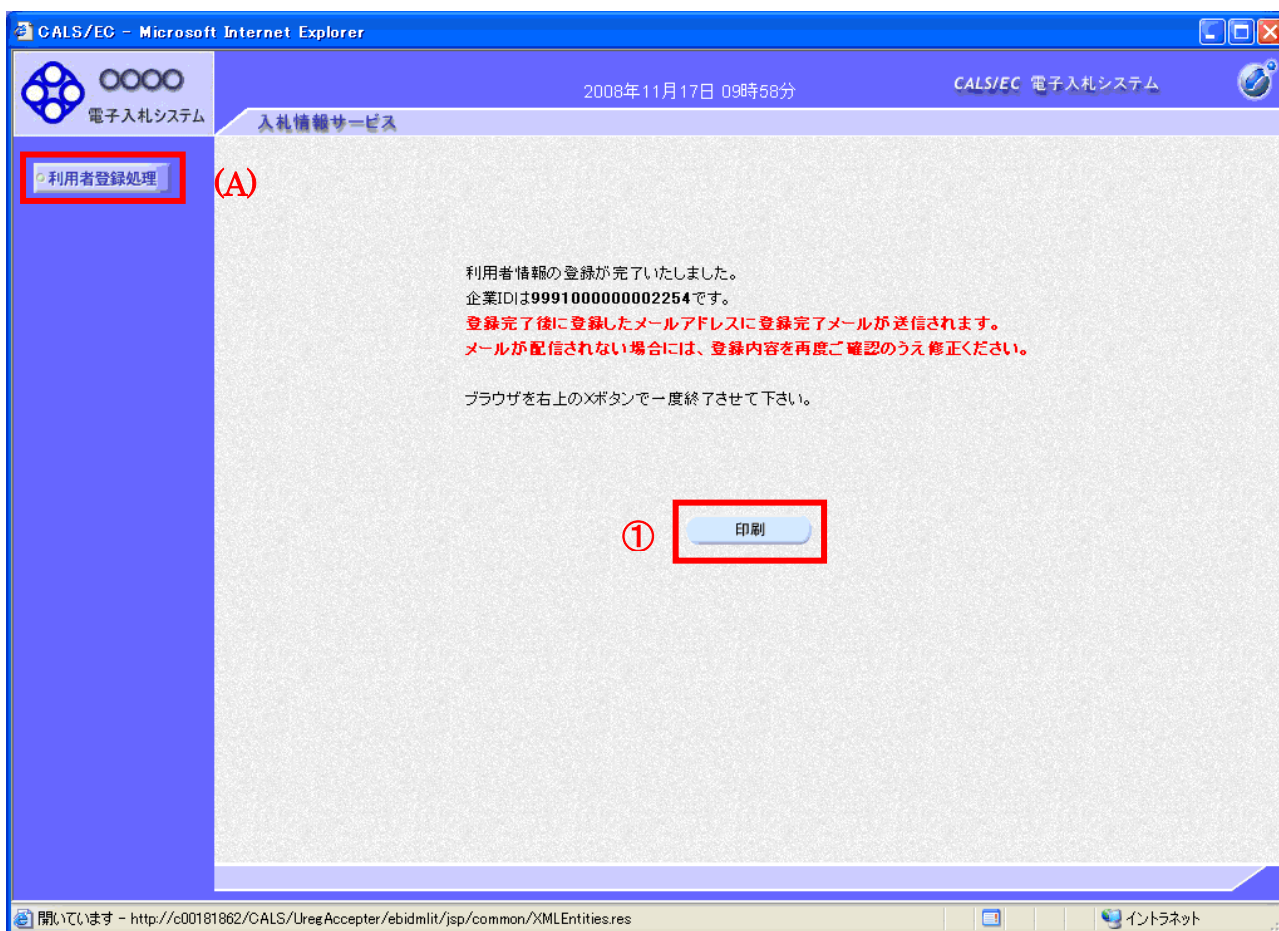 CALS/EC - Microsoft Internet Explorer
○○○○
電子入札システム
2008年11月17日 09時58分
CALS/EC 電子入札システム
入札情報サービス
利用者登録処理
(A)
利用者情報の登録が完了いたしました。
企業IDは9991000000002254です。
登録完了後に登録したメールアドレスに登録完了メールが送信されます。
メールが配信されない場合には、登録内容を再度ご確認のうえ修正ください。
ブラウザを右上の×ボタンで一度終了させて下さい。
①
印刷
開いています - http://c00181862/CALS/UregAccepter/ebidmlit/jsp/common/XMLEntities.res
イントラネット